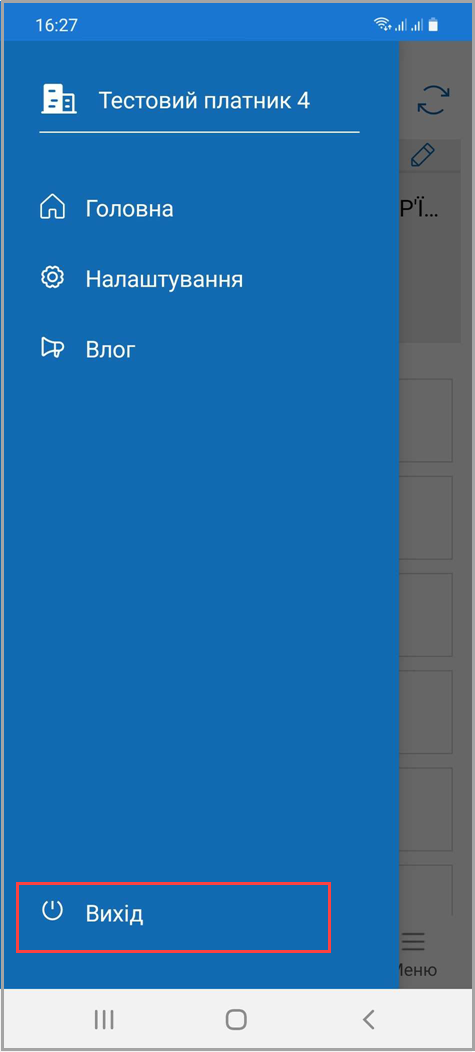 16:27
Тестовий платник 4
Р'Ї...
Головна
Налаштування
Влог
Вихід
Меню